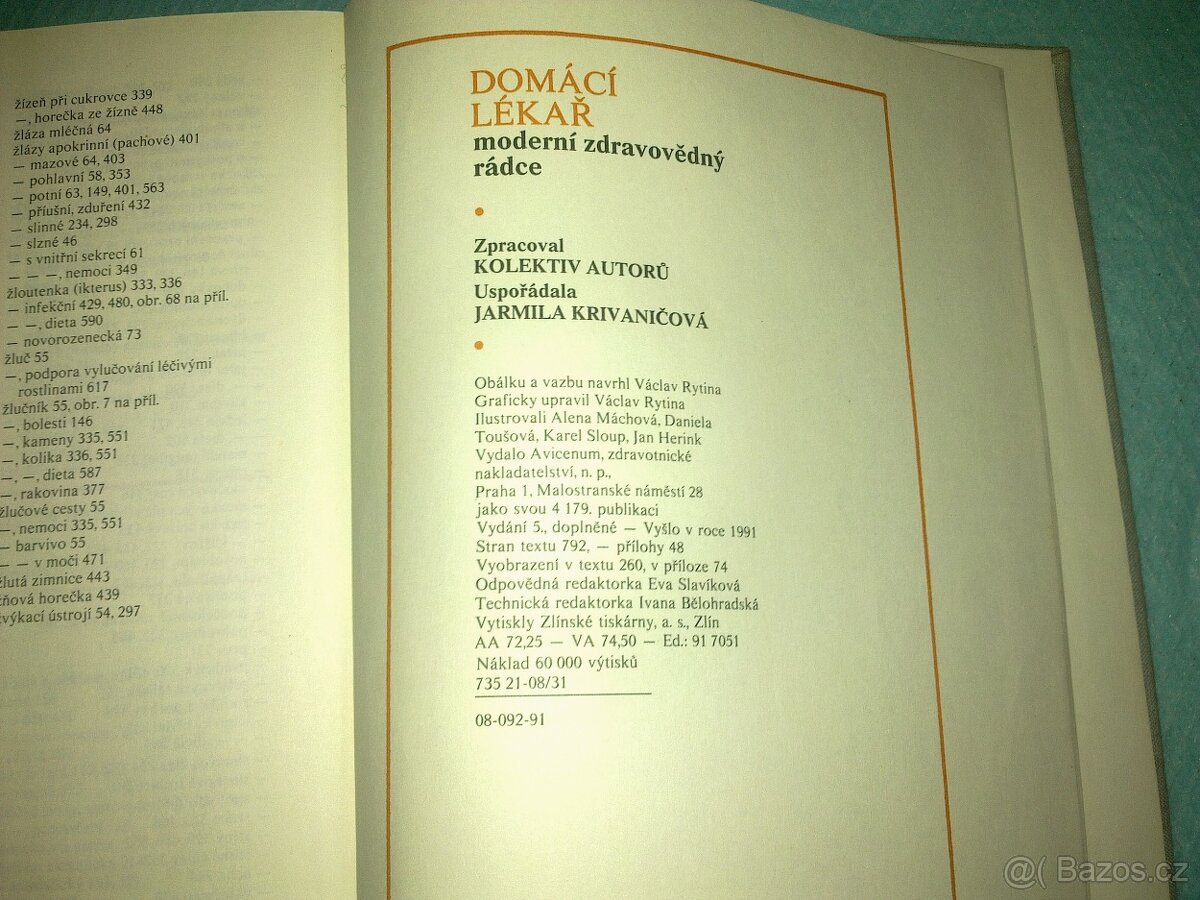 žízeň při cukrovce 339
—, horečka ze žízně 448
žláza mléčná 64
žlázy apokrinní (pachové) 401
— mazové 64, 403
— pohlavní 58, 353
— potní 63, 149, 401, 563
— příušní, zduření 432
— slinné 234, 298
— slzné 46
— s vnitřní sekrecí 61
— — —, nemoci 349
žloutenka (ikterus) 333, 336
— infekční 429, 480, obr. 68 na příl.
— —, dieta 590
— novorozenecká 73
žluč 55
—, podpora vylučování léčivými
rostlinami 617
žlučník 55, obr. 7 na příl.
—, bolesti 146
—, kameny 335, 551
—, kolika 336, 551
—, —, dieta 587
—, rakovina 377
žlučové cesty 55
—, nemoci 335, 551
— barvivo 55
— — v moči 471
žlutá zimnice 443
horečka 439
ústrojí 54, 297
DOMÁCÍ
LÉKAŘ
moderní zdravovědný
rádce
Zpracoval
KOLEKTIV AUTORŮ
Uspořádala
JARMILA KRIVANIČOVÁ
Obálku a vazbu navrhl Václav Rytina
Graficky upravil Václav Rytina
Ilustrovali Alena Máchová, Daniela
Toušová, Karel Sloup, Jan Herink
Vydalo Avicenum, zdravotnické
nakladatelství, n. p.,
Praha 1, Malostranské náměstí 28
jako svou 4 179. publikaci
Vydání 5., doplněné — Vyšlo v roce 1991
Stran textu 792, — přílohy 48
Vyobrazení v textu 260, v příloze 74
Odpovědná redaktorka Eva Slavíková
Technická redaktorka Ivana Bělohradská
Vytiskly Zlínské tiskárny, a. s., Zlín
AA 72,25 — VA 74,50 — Ed.: 91 7051
Náklad 60 000 výtisků
735 21-08/31
08-092-91
@( Bazos.cz